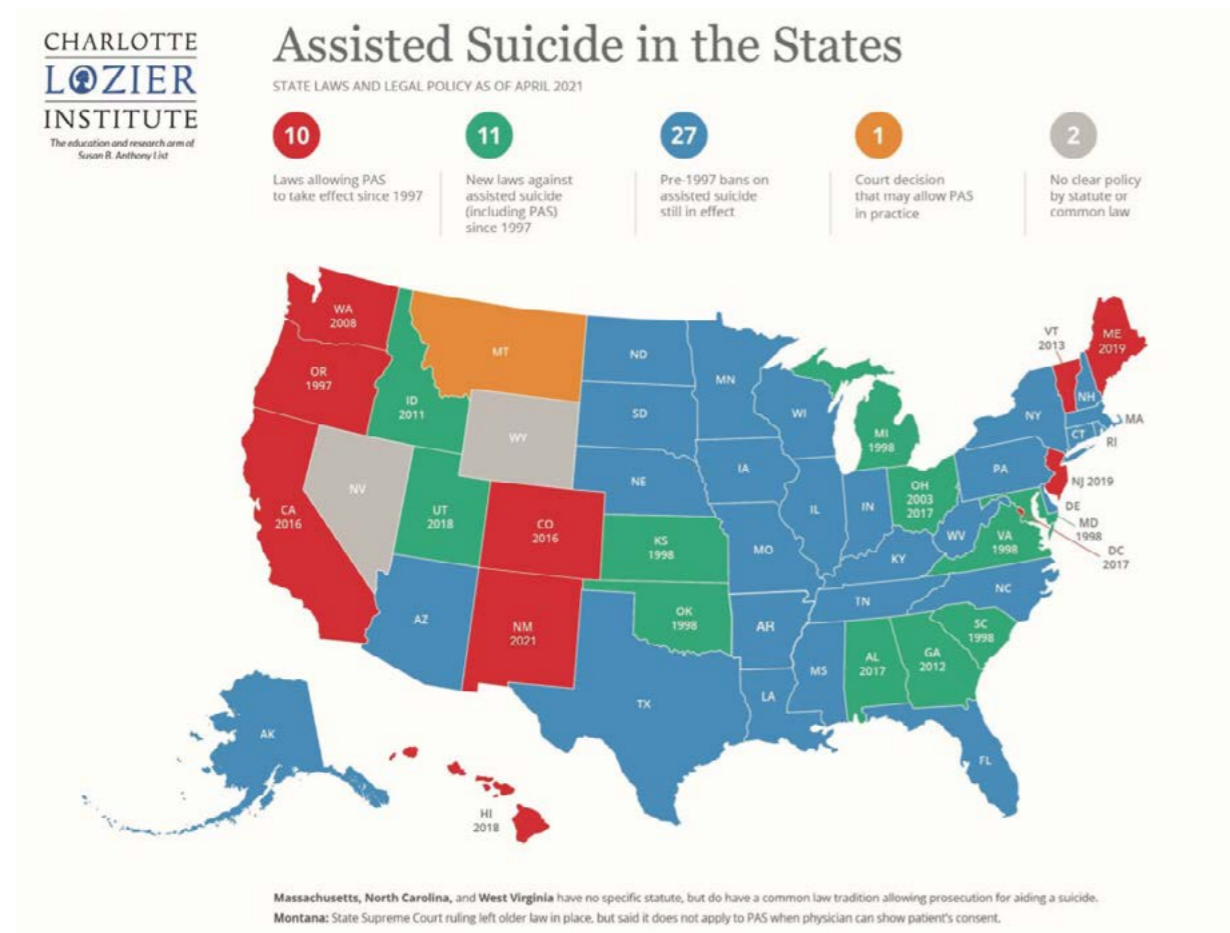 CHARLOTTE
LOZIER
INSTITUTE
The education and research arm of
Susan B. Anthony List
Assisted Suicide in the States
STATE LAWS AND LEGAL POLICY AS OF APRIL 2021
10
Laws allowing PAS
to take effect since 1997
11
New laws against
assisted suicide
(including PAS)
since 1997
27
Pre-1997 bans on
assisted suicide
still in effect
1
Court decision
that may allow PAS
in practice
2
No clear policy
by statute or
common law
WA
2008
OR
1997
CA
2016
NV
ID
2011
MT
WY
UT
2018
CO
2016
AZ
NM
2021
ND
SD
NE
KS
1998
OK
1998
TX
MN
IA
MO
AR
LA
WI
IL
IN
MI
1998
OH
2003
2017
KY
TN
MS
AL
2017
GA
2012
SC
1998
NC
VA
1998
WV
PA
NY
VT
2013
ME
2019
NH
MA
CT
RI
NJ 2019
DE
MD
1998
DC
2017
FL
AK
HI
2018
Massachusetts, North Carolina, and West Virginia have no specific statute, but do have a common law tradition allowing prosecution for aiding a suicide.
Montana: State Supreme Court ruling left older law in place, but said it does not apply to PAS when physician can show patient's consent.